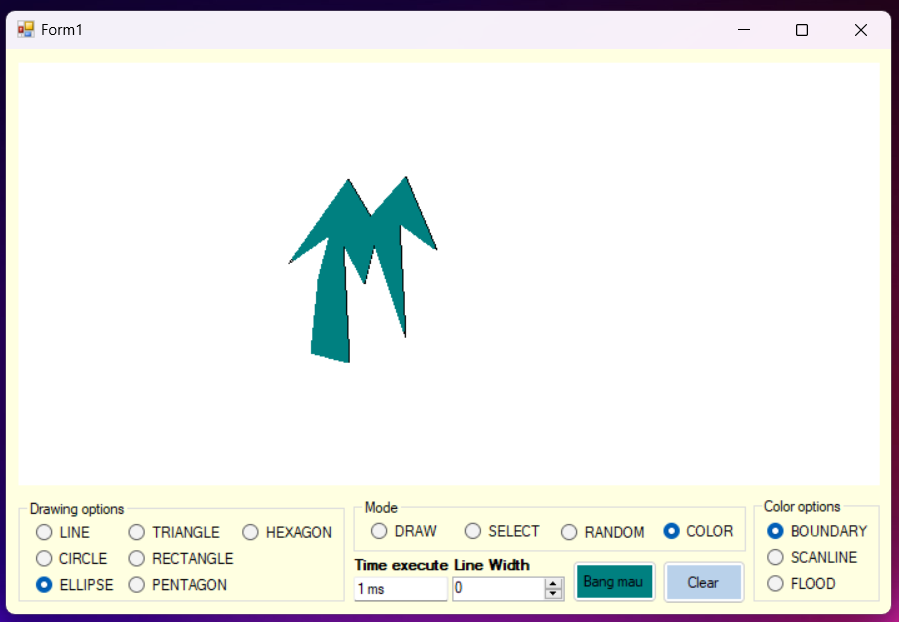 Form1
Drawing options
LINE TRIANGLE HEXAGON
CIRCLE RECTANGLE
ELLIPSE PENTAGON
Mode
DRAW SELECT RANDOM COLOR
Time execute Line Width
1 ms 0 Bang mau Clear
Color options
BOUNDARY
SCANLINE
FLOOD